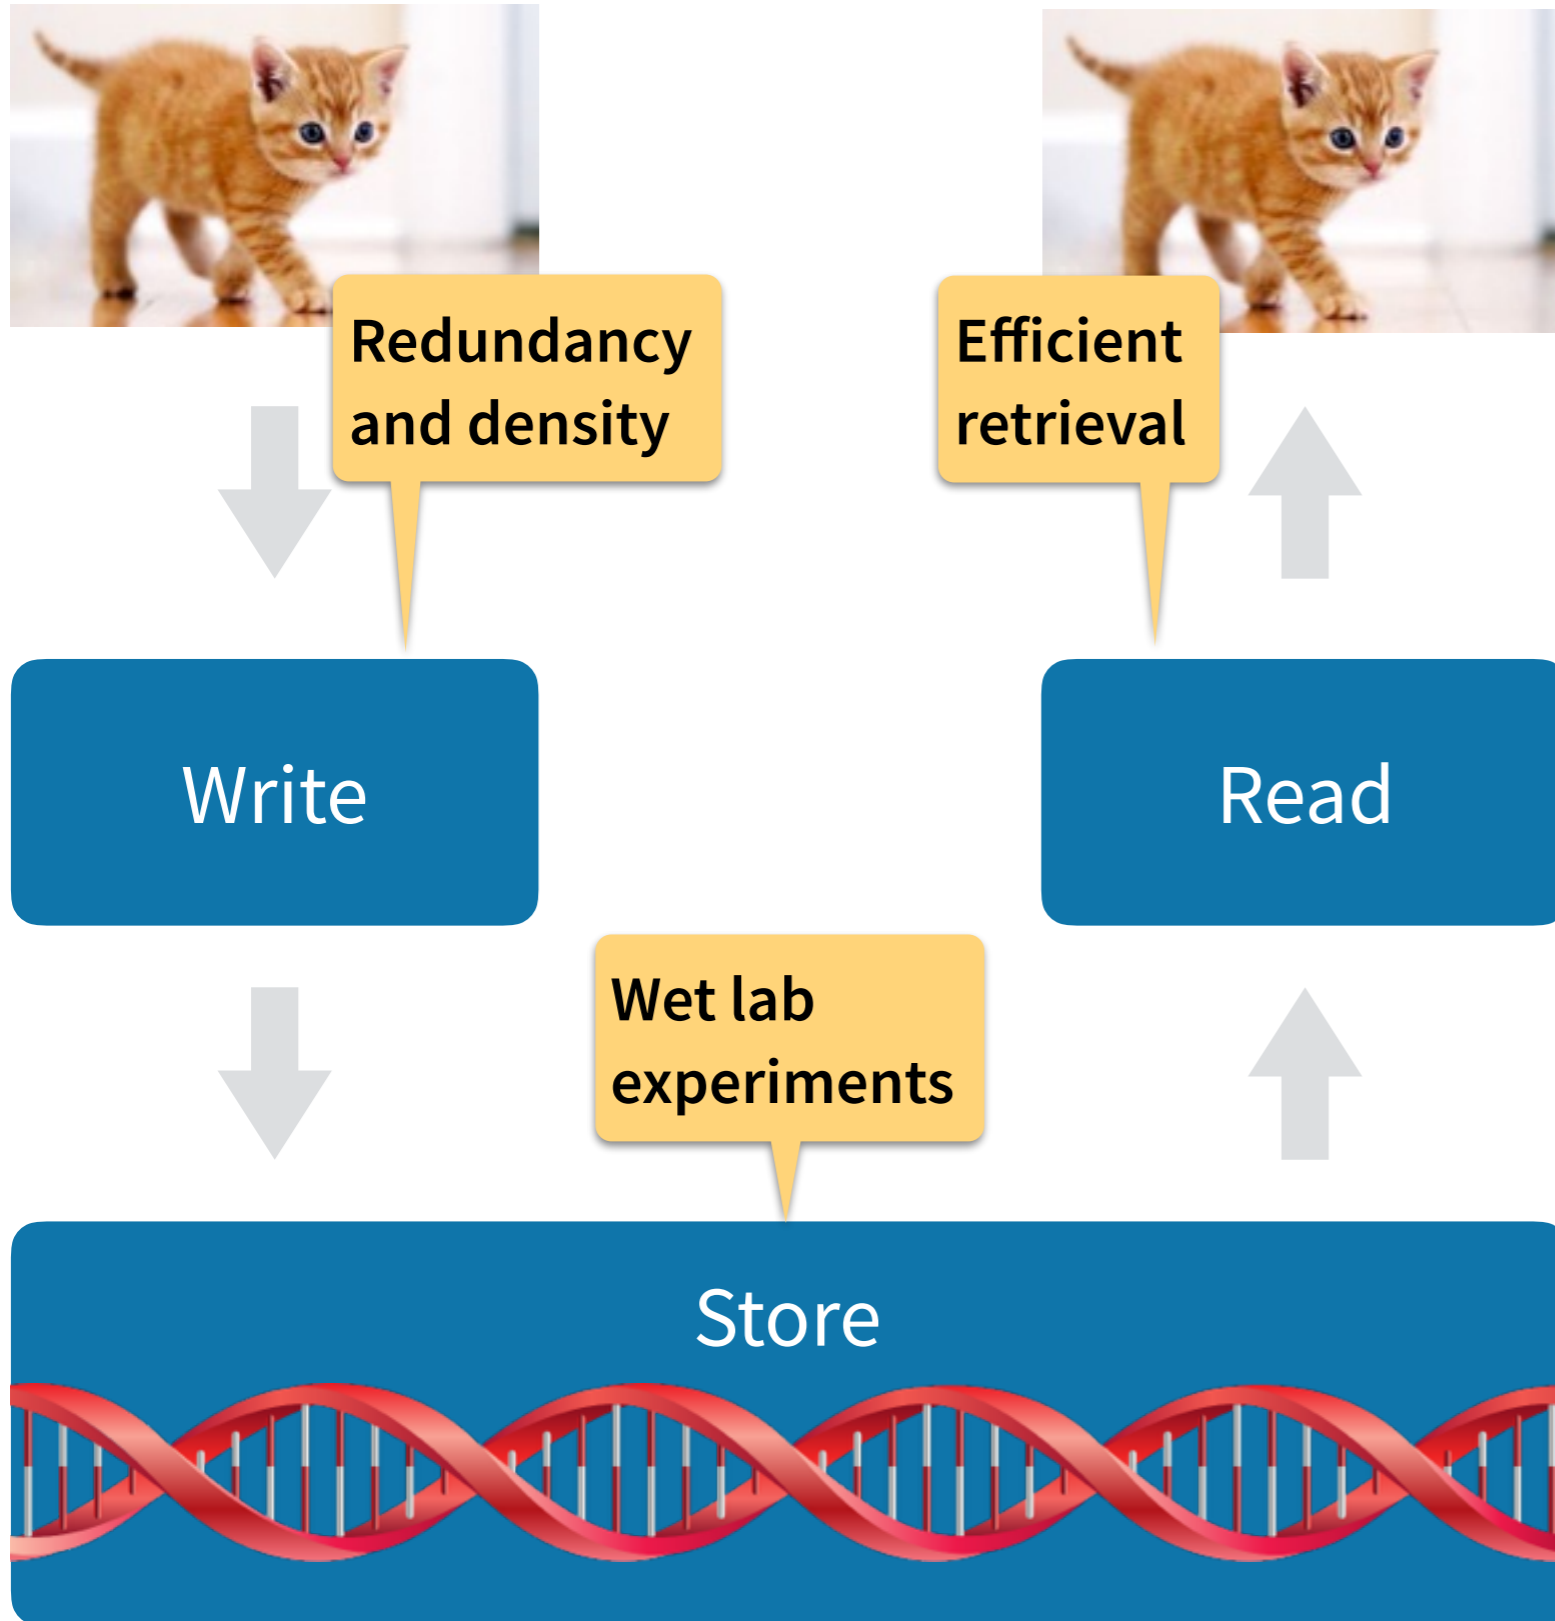 Redundancy
and density
Efficient
retrieval
Write
Read
Wet lab
experiments
Store